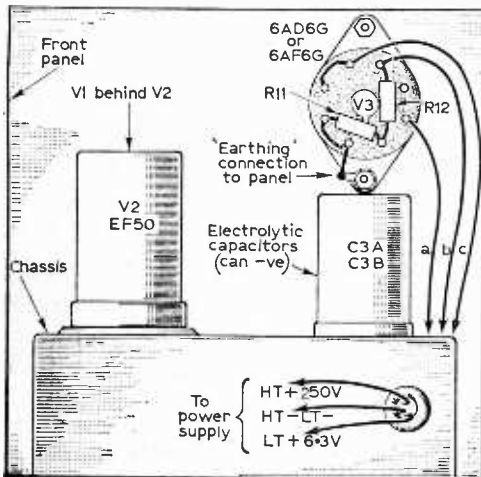 Front
panel
6AD6G
or
6AF6G
V1 behind V2
R11
V3
R12
"Earthing"
connection
to panel
V2
EF50
Electrolytic
capacitors
(can -ve)
C3A
C3B
a
b
c
Chassis
To
power
supply
HT+250V
HT-LT-
LT+6·3V